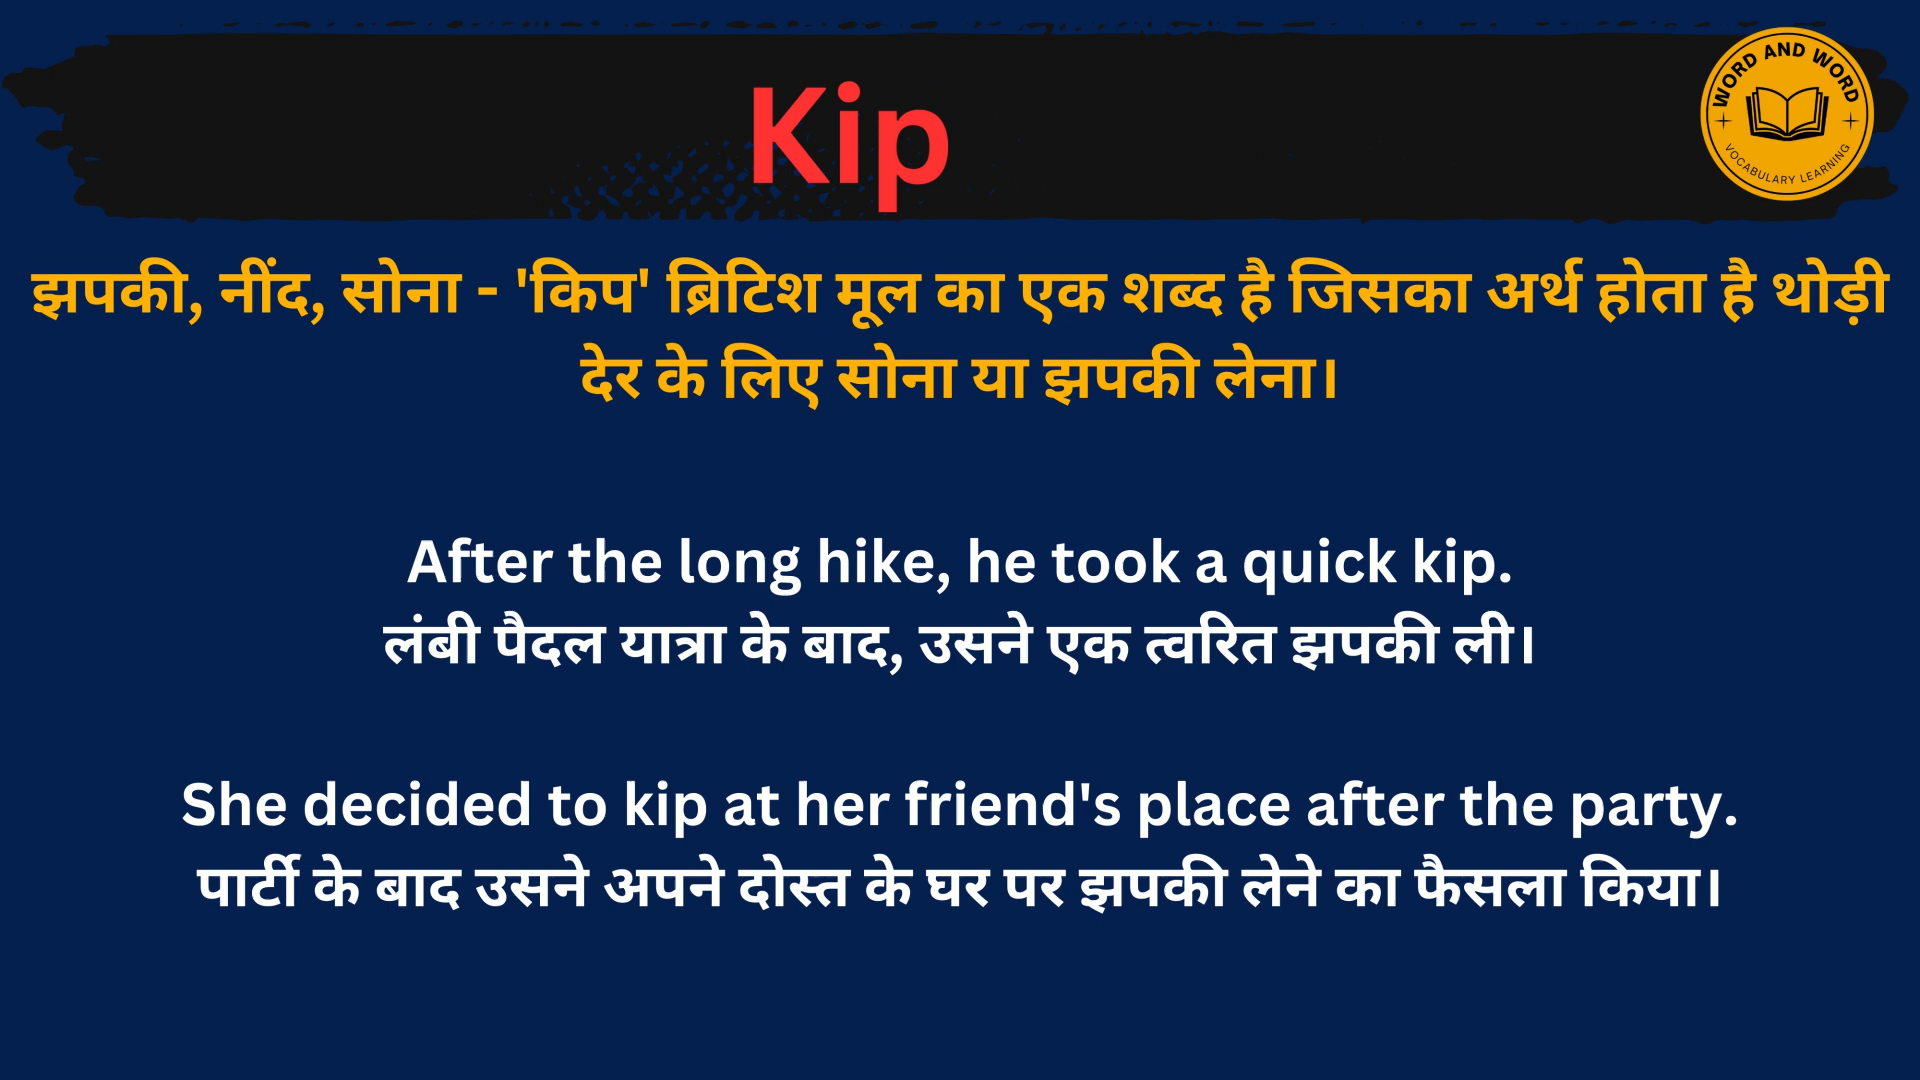 Kip
WORD AND WORD
VOCABULARY LEARNING
झपकी, नींद, सोना - 'किप' ब्रिटिश मूल का एक शब्द है जिसका अर्थ होता है थोड़ी
देर के लिए सोना या झपकी लेना।
After the long hike, he took a quick kip.
लंबी पैदल यात्रा के बाद, उसने एक त्वरित झपकी ली।
She decided to kip at her friend's place after the party.
पार्टी के बाद उसने अपने दोस्त के घर पर झपकी लेने का फैसला किया।